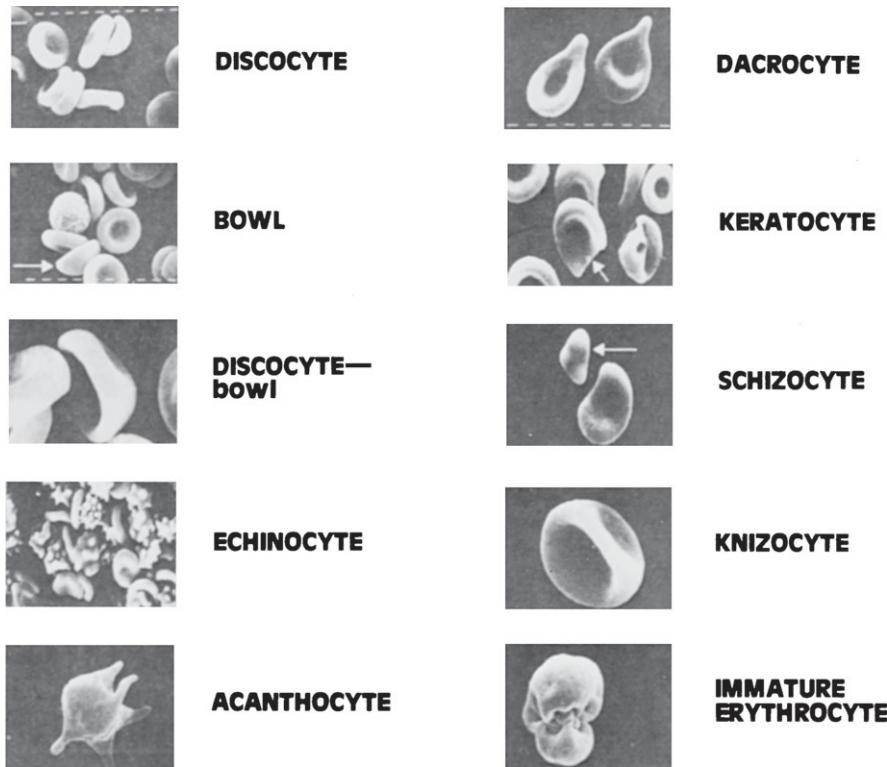 DISCOCYTE
BOWL
DISCOCYTE—
bowl
ECHINOCYTE
ACANTHOCYTE
DACROCYTE
KERATOCYTE
SCHIZOCYTE
KNIZOCYTE
IMMATURE
ERYTHROCYTE